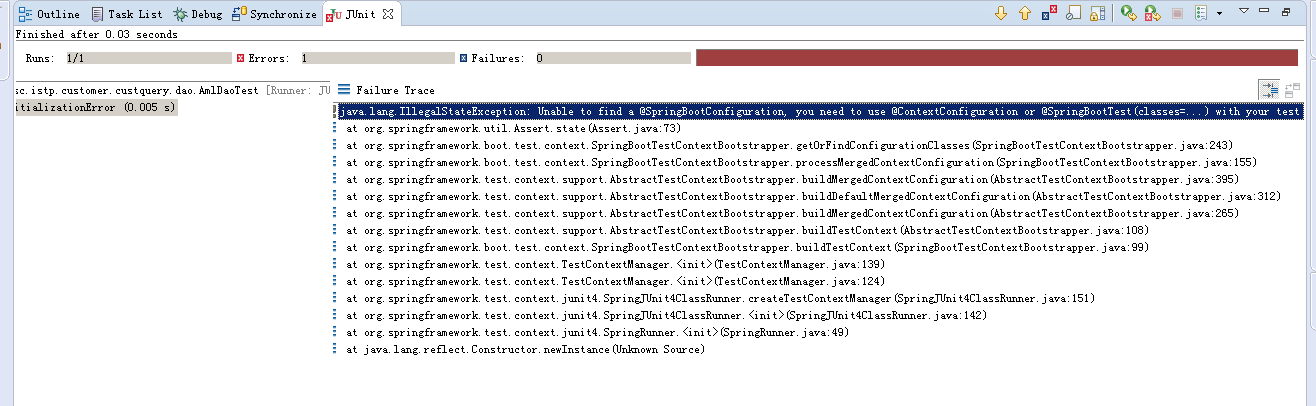 Outline Task List Debug Synchronize JUnit
Finished after 0.03 seconds
Runs: 1/1 Errors: 1 Failures: 0
sc.istp.customer.custquery.dao.AmlDaoTest [Runner: JU
itializationError (0.005 s)
Failure Trace
java.lang.IllegalStateException: Unable to find a @SpringBootConfiguration, you need to use @ContextConfiguration or @SpringBootTest(classes=...) with your test
at org.springframework.util.Assert.state(Assert.java:73)
at org.springframework.boot.test.context.SpringBootTestContextBootstrapper.getOrFindConfigurationClasses(SpringBootTestContextBootstrapper.java:243)
at org.springframework.boot.test.context.SpringBootTestContextBootstrapper.processMergedContextConfiguration(SpringBootTestContextBootstrapper.java:155)
at org.springframework.test.context.support.AbstractTestContextBootstrapper.buildMergedContextConfiguration(AbstractTestContextBootstrapper.java:395)
at org.springframework.test.context.support.AbstractTestContextBootstrapper.buildDefaultMergedContextConfiguration(AbstractTestContextBootstrapper.java:312)
at org.springframework.test.context.support.AbstractTestContextBootstrapper.buildMergedContextConfiguration(AbstractTestContextBootstrapper.java:265)
at org.springframework.test.context.support.AbstractTestContextBootstrapper.buildTestContext(AbstractTestContextBootstrapper.java:108)
at org.springframework.boot.test.context.SpringBootTestContextBootstrapper.buildTestContext(SpringBootTestContextBootstrapper.java:99)
at org.springframework.test.context.TestContextManager.<init>(TestContextManager.java:139)
at org.springframework.test.context.TestContextManager.<init>(TestContextManager.java:124)
at org.springframework.test.context.junit4.SpringJUnit4ClassRunner.createTestContextManager(SpringJUnit4ClassRunner.java:151)
at org.springframework.test.context.junit4.SpringJUnit4ClassRunner.<init>(SpringJUnit4ClassRunner.java:142)
at org.springframework.test.context.junit4.SpringRunner.<init>(SpringRunner.java:49)
at java.lang.reflect.Constructor.newInstance(Unknown Source)